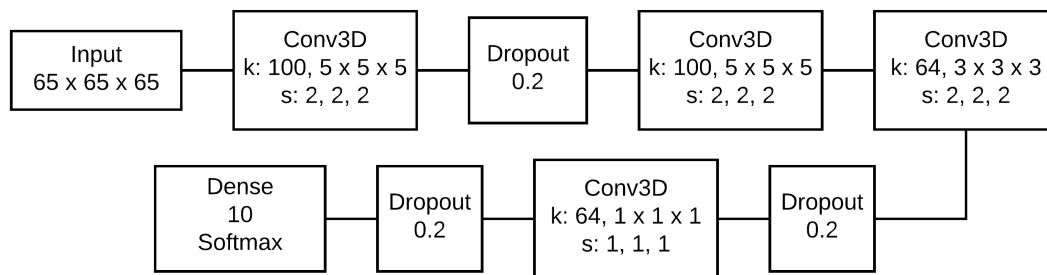 Input
65 x 65 x 65
Conv3D
k: 100, 5 x 5 x 5
s: 2, 2, 2
Dropout
0.2
Conv3D
k: 100, 5 x 5 x 5
s: 2, 2, 2
Conv3D
k: 64, 3 x 3 x 3
s: 2, 2, 2
Dropout
0.2
Conv3D
k: 64, 1 x 1 x 1
s: 1, 1, 1
Dropout
0.2
Dense
10
Softmax